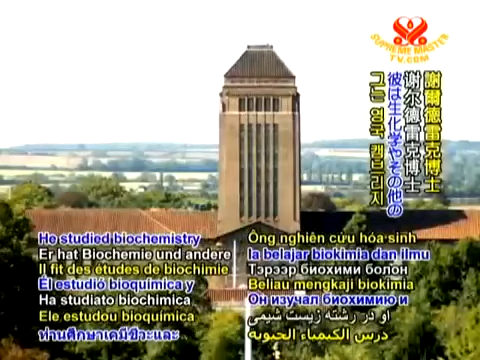 SUPREME MASTER
TV.COM
謝爾德雷克博士
谢尔德雷克博士
彼は生化学やその他の
그는 영국 캠브리지
He studied biochemistry
Er hat Biochemie und andere
Il fit des études de biochimie
Él estudió bioquímica y
Ha studiato biochimica
Ele estudou bioquímica
ท่านศึกษาเคมีชีวะและ
Ông nghiên cứu hóa sinh
Ia belajar biokimia dan ilmu
Тэрээр биохими болон
Beliau mengkaji biokimia
Он изучал биохимию и
او در رشته زیست شیمی
درس الكيمياء الحيوية